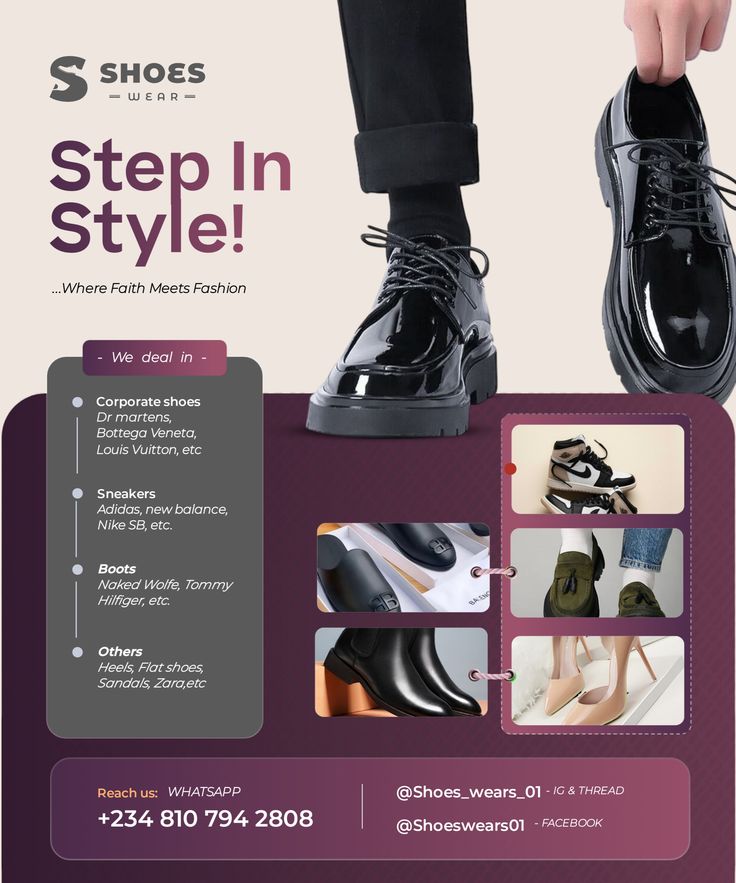 SHOES
WEAR
Step In
Style!
...Where Faith Meets Fashion
- We deal in -
Corporate shoes
Dr martens,
Bottega Veneta,
Louis Vuitton, etc
Sneakers
Adidas, new balance,
Nike SB, etc.
Boots
Naked Wolfe, Tommy
Hilfiger, etc.
Others
Heels, Flat shoes,
Sandals, Zara,etc
Reach us: WHATSAPP
+234 810 794 2808
@Shoes_wears_01 - IG & THREAD
@Shoeswears01 - FACEBOOK